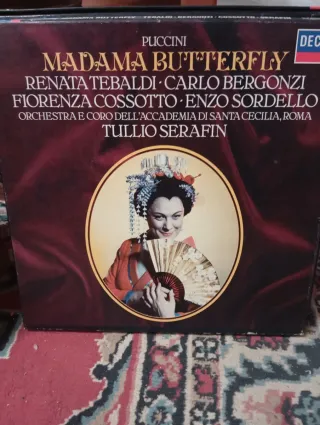 PUCCINI
DECC
MADAMA BUTTERFLY
RENATA TEBALDI · CARLO BERGONZI
FIORENZA COSSOTTO · ENZO SORDELLO
ORCHESTRA E CORO DELL'ACCADEMIA DI SANTA CECILIA, ROMA
TULLIO SERAFIN